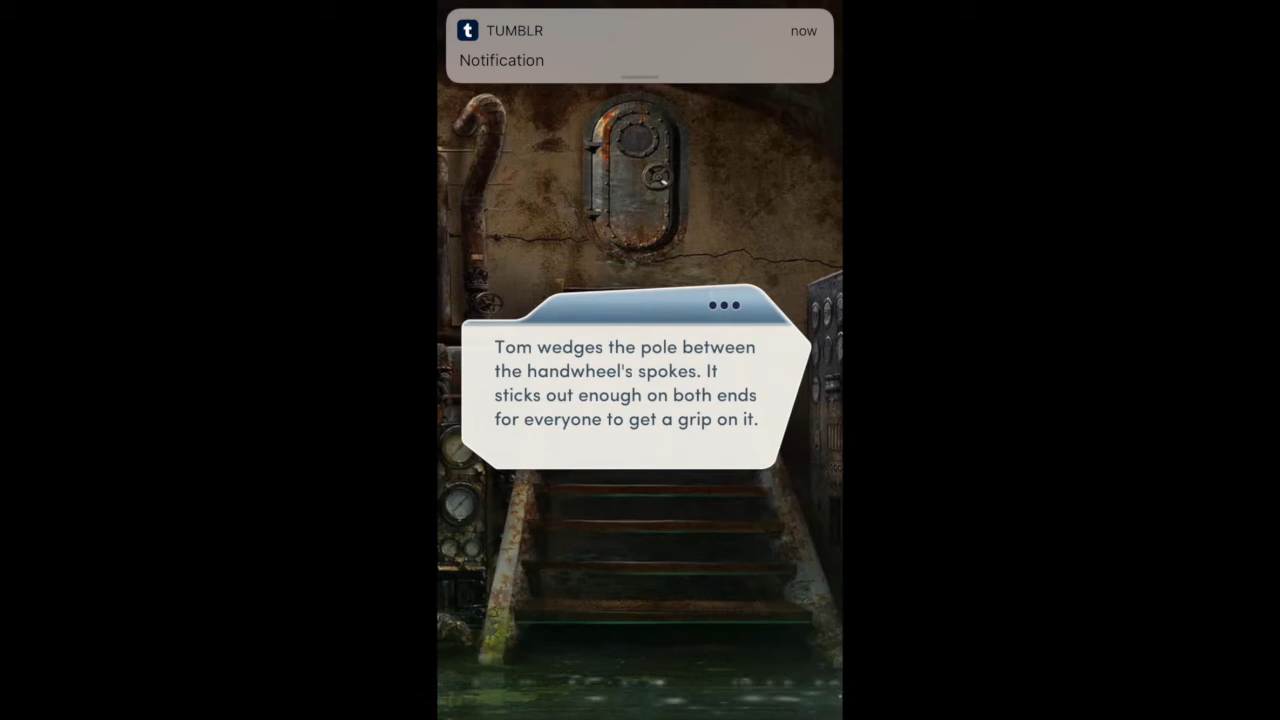 t TUMBLR now
Notification
Tom wedges the pole between
the handwheel's spokes. It
sticks out enough on both ends
for everyone to get a grip on it.